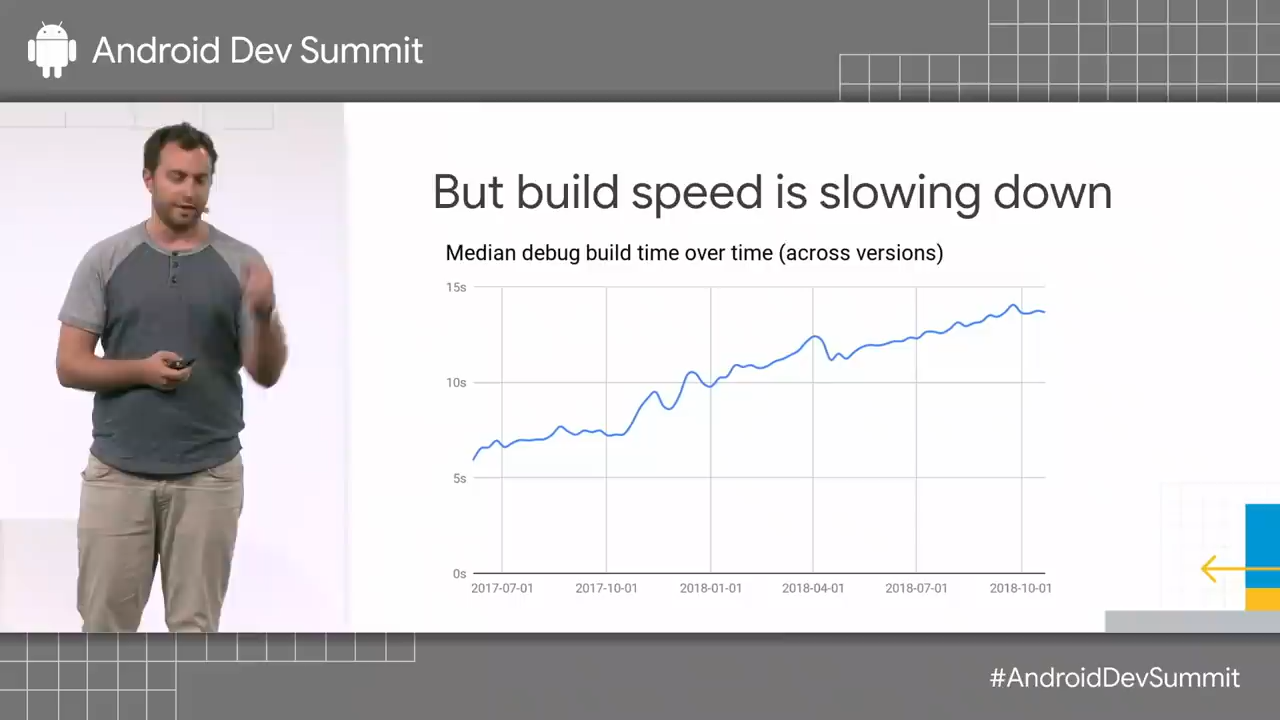 Android Dev Summit
But build speed is slowing down
Median debug build time over time (across versions)
15s
10s
5s
0s
2017-07-01 2017-10-01 2018-01-01 2018-04-01 2018-07-01 2018-10-01
#AndroidDevSummit